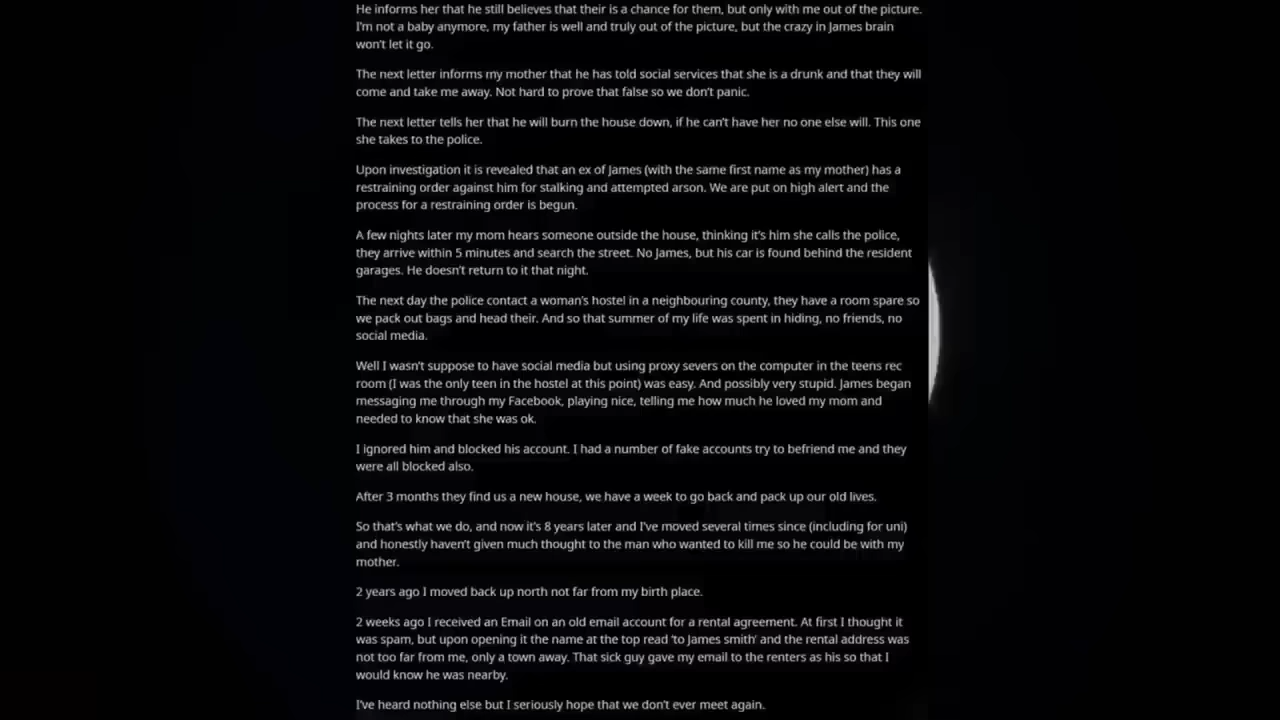 He informs her that he still believes that their is a chance for them, but only with me out of the picture.
I'm not a baby anymore, my father is well and truly out of the picture, but the crazy in James brain
won't let it go.
The next letter informs my mother that he has told social services that she is a drunk and that they will
come and take me away. Not hard to prove that false so we don't panic.
The next letter tells her that he will burn the house down, if he can't have her no one else will. This one
she takes to the police.
Upon investigation it is revealed that an ex of James (with the same first name as my mother) has a
restraining order against him for stalking and attempted arson. We are put on high alert and the
process for a restraining order is begun.
A few nights later my mom hears someone outside the house, thinking it's him she calls the police,
they arrive within 5 minutes and search the street. No James, but his car is found behind the resident
garages. He doesn't return to it that night.
The next day the police contact a woman's hostel in a neighbouring county, they have a room spare so
we pack out bags and head their. And so that summer of my life was spent in hiding, no friends, no
social media.
Well I wasn't suppose to have social media but using proxy severs on the computer in the teens rec
room (I was the only teen in the hostel at this point) was easy. And possibly very stupid. James began
messaging me through my Facebook, playing nice, telling me how much he loved my mom and
needed to know that she was ok.
I ignored him and blocked his account. I had a number of fake accounts try to befriend me and they
were all blocked also.
After 3 months they find us a new house, we have a week to go back and pack up our old lives.
So that's what we do, and now it's 8 years later and I've moved several times since (including for uni)
and honestly haven't given much thought to the man who wanted to kill me so he could be with my
mother.
2 years ago I moved back up north not far from my birth place.
2 weeks ago I received an Email on an old email account for a rental agreement. At first I thought it
was spam, but upon opening it the name at the top read 'to James smith' and the rental address was
not too far from me, only a town away. That sick guy gave my email to the renters as his so that I
would know he was nearby.
I've heard nothing else but I seriously hope that we don't ever meet again.